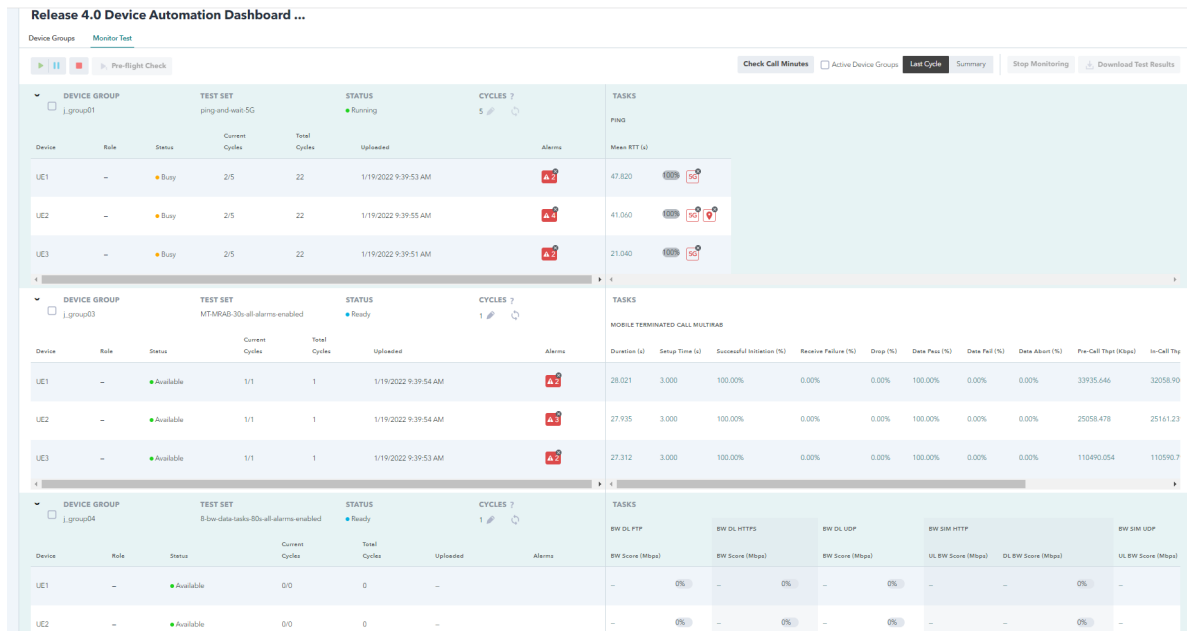 Release 4.0 Device Automation Dashboard ...
Device Groups Monitor Test
Pre-flight Check Check Call Minutes Active Device Groups Last Cycle Summary Stop Monitoring Download Test Results
DEVICE GROUP TEST SET STATUS CYCLES ? TASKS
j_group01 ping-and-wait-5G Running 5
PING
Device Role Status Current Cycles Total Cycles Uploaded Alarms Mean RTT (s)
UE1 – Busy 2/5 22 1/19/2022 9:39:53 AM 2 47.820 100% 5G
UE2 – Busy 2/5 22 1/19/2022 9:39:55 AM 4 41.060 100% 5G
UE3 – Busy 2/5 22 1/19/2022 9:39:51 AM 2 21.040 100% 5G
DEVICE GROUP TEST SET STATUS CYCLES ? TASKS
j_group03 MT-MRAB-30s-all-alarms-enabled Ready 1
MOBILE TERMINATED CALL MULTIRAB
Device Role Status Current Cycles Total Cycles Uploaded Alarms Duration (s) Setup Time (s) Successful Initiation (%) Receive Failure (%) Drop (%) Data Pass (%) Data Fail (%) Data Abort (%) Pre-Call Thpt (Kbps) In-Call Thp
UE1 – Available 1/1 1 1/19/2022 9:39:54 AM 2 28.021 3.000 100.00% 0.00% 0.00% 100.00% 0.00% 0.00% 33935.646 32058.90
UE2 – Available 1/1 1 1/19/2022 9:39:54 AM 3 27.935 3.000 100.00% 0.00% 0.00% 100.00% 0.00% 0.00% 25058.478 25161.23
UE3 – Available 1/1 1 1/19/2022 9:39:53 AM 2 27.312 3.000 100.00% 0.00% 0.00% 100.00% 0.00% 0.00% 110490.054 110590.7
DEVICE GROUP TEST SET STATUS CYCLES ? TASKS
j_group04 8-bw-data-tasks-80s-all-alarms-enabled Ready 1
BW DL FTP BW DL HTTPS BW DL UDP BW SIM HTTP BW SIM UDP
Device Role Status Current Cycles Total Cycles Uploaded Alarms BW Score (Mbps) BW Score (Mbps) BW Score (Mbps) UL BW Score (Mbps) DL BW Score (Mbps) UL BW Score (Mbps)
UE1 – Available 0/0 0 – – 0% – 0% – 0% – – 0% –
UE2 – Available 0/0 0 – – 0% – 0% – 0% – – 0% –